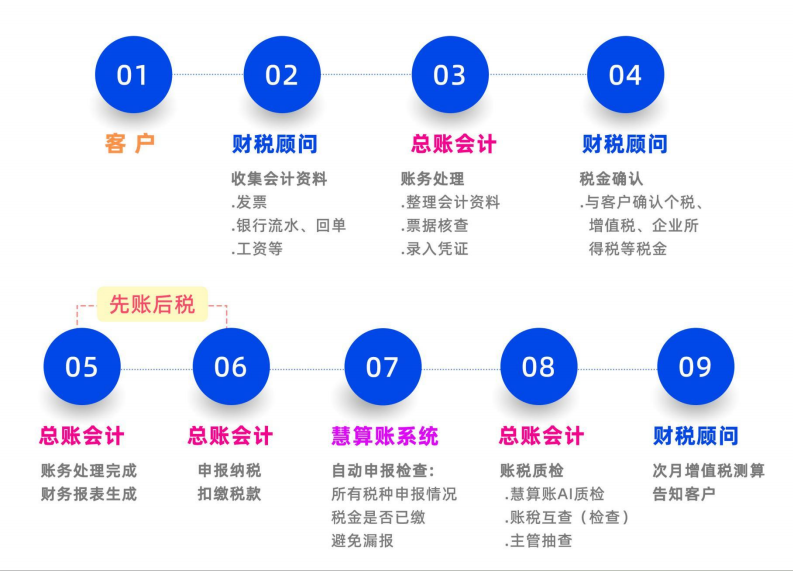 01
02
03
04
客 户
财税顾问
收集会计资料
.发票
.银行流水、回单
.工资等
总账会计
账务处理
.整理会计资料
.票据核查
.录入凭证
财税顾问
税金确认
.与客户确认个税、
增值税、企业所
得税等税金
先账后税
05
06
07
08
09
总账会计
账务处理完成
财务报表生成
总账会计
申报纳税
扣缴税款
慧算账系统
自动申报检查：
所有税种申报情况
税金是否已缴
避免漏报
总账会计
账税质检
.慧算账AI质检
.账税互查（检查）
.主管抽查
财税顾问
次月增值税测算
告知客户